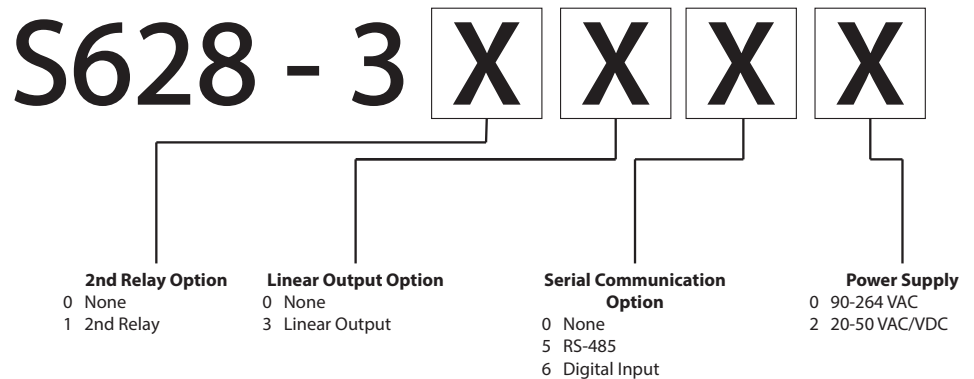 S628 - 3 X X X X
2nd Relay Option
0 None
1 2nd Relay
Linear Output Option
0 None
3 Linear Output
Serial Communication
Option
0 None
5 RS-485
6 Digital Input
Power Supply
0 90-264 VAC
2 20-50 VAC/VDC